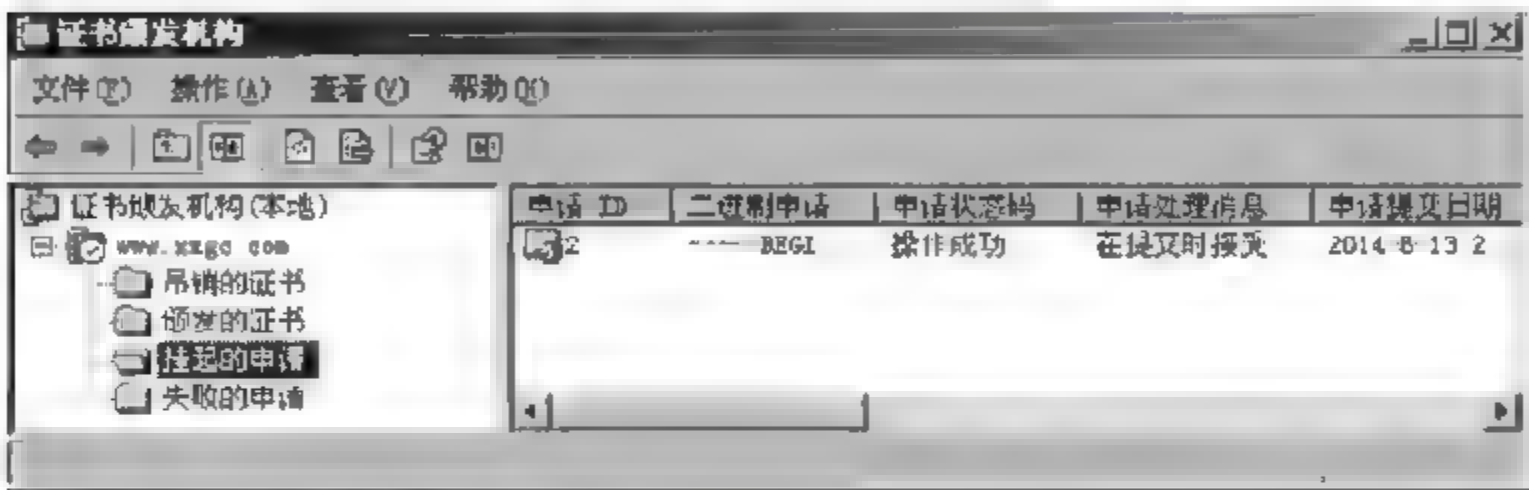 证书颁发机构
文件(F) 操作(A) 查看(V) 帮助(H)
证书颁发机构(本地)
www.xzgc com
吊销的证书
颁发的证书
挂起的申请
失败的申请
申请 ID 二进制申请 申请状态码 申请处理信息 申请提交日期
2 BEGI 操作成功 在提交时接受 2014-8-13 2